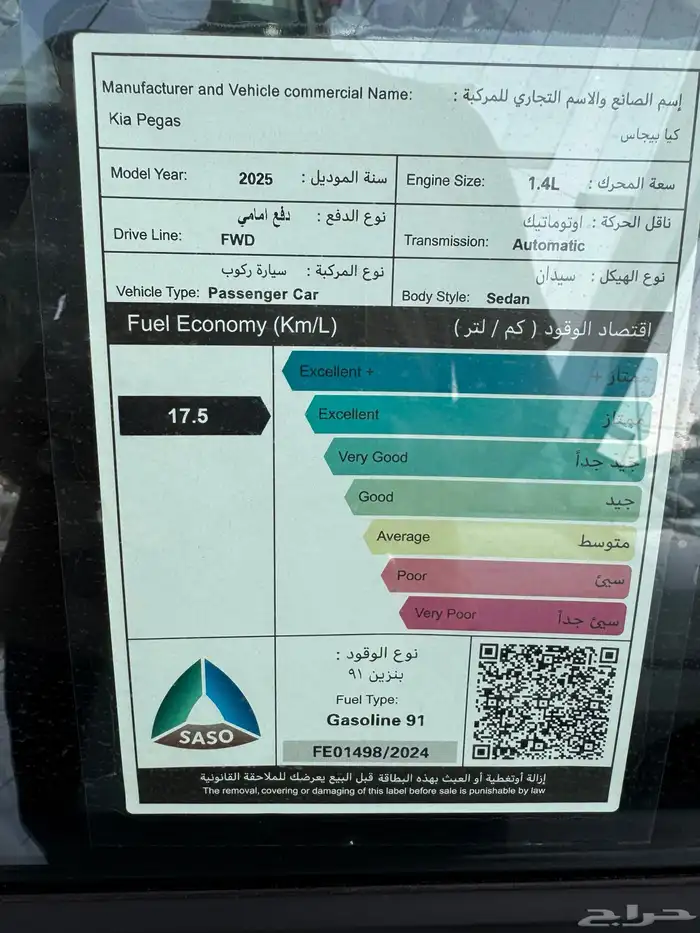 Manufacturer and Vehicle commercial Name: إسم الصانع والاسم التجاري للمركبة :
Kia Pegas كيا بيجاس
Model Year: 2025 سنة الموديل :
Engine Size: 1.4L سعة المحرك :
نوع الدفع : دفع امامي
Drive Line: FWD
ناقل الحركة : اوتوماتيك
Transmission: Automatic
نوع المركبة : سيارة ركوب
Vehicle Type: Passenger Car
نوع الهيكل : سيدان
Body Style: Sedan
Fuel Economy (Km/L) اقتصاد الوقود ( كم / لتر )
Excellent + ممتاز +
17.5
Excellent ممتاز
Very Good جيد جداً
Good جيد
Average متوسط
Poor سيئ
Very Poor سيئ جداً
SASO
نوع الوقود :
بنزين ٩١
Fuel Type:
Gasoline 91
FE01498/2024
إزالة أوتغطية أو العبث بهذه البطاقة قبل البيع يعرضك للملاحقة القانونية
The removal, covering or damaging of this label before sale is punishable by law
حراج